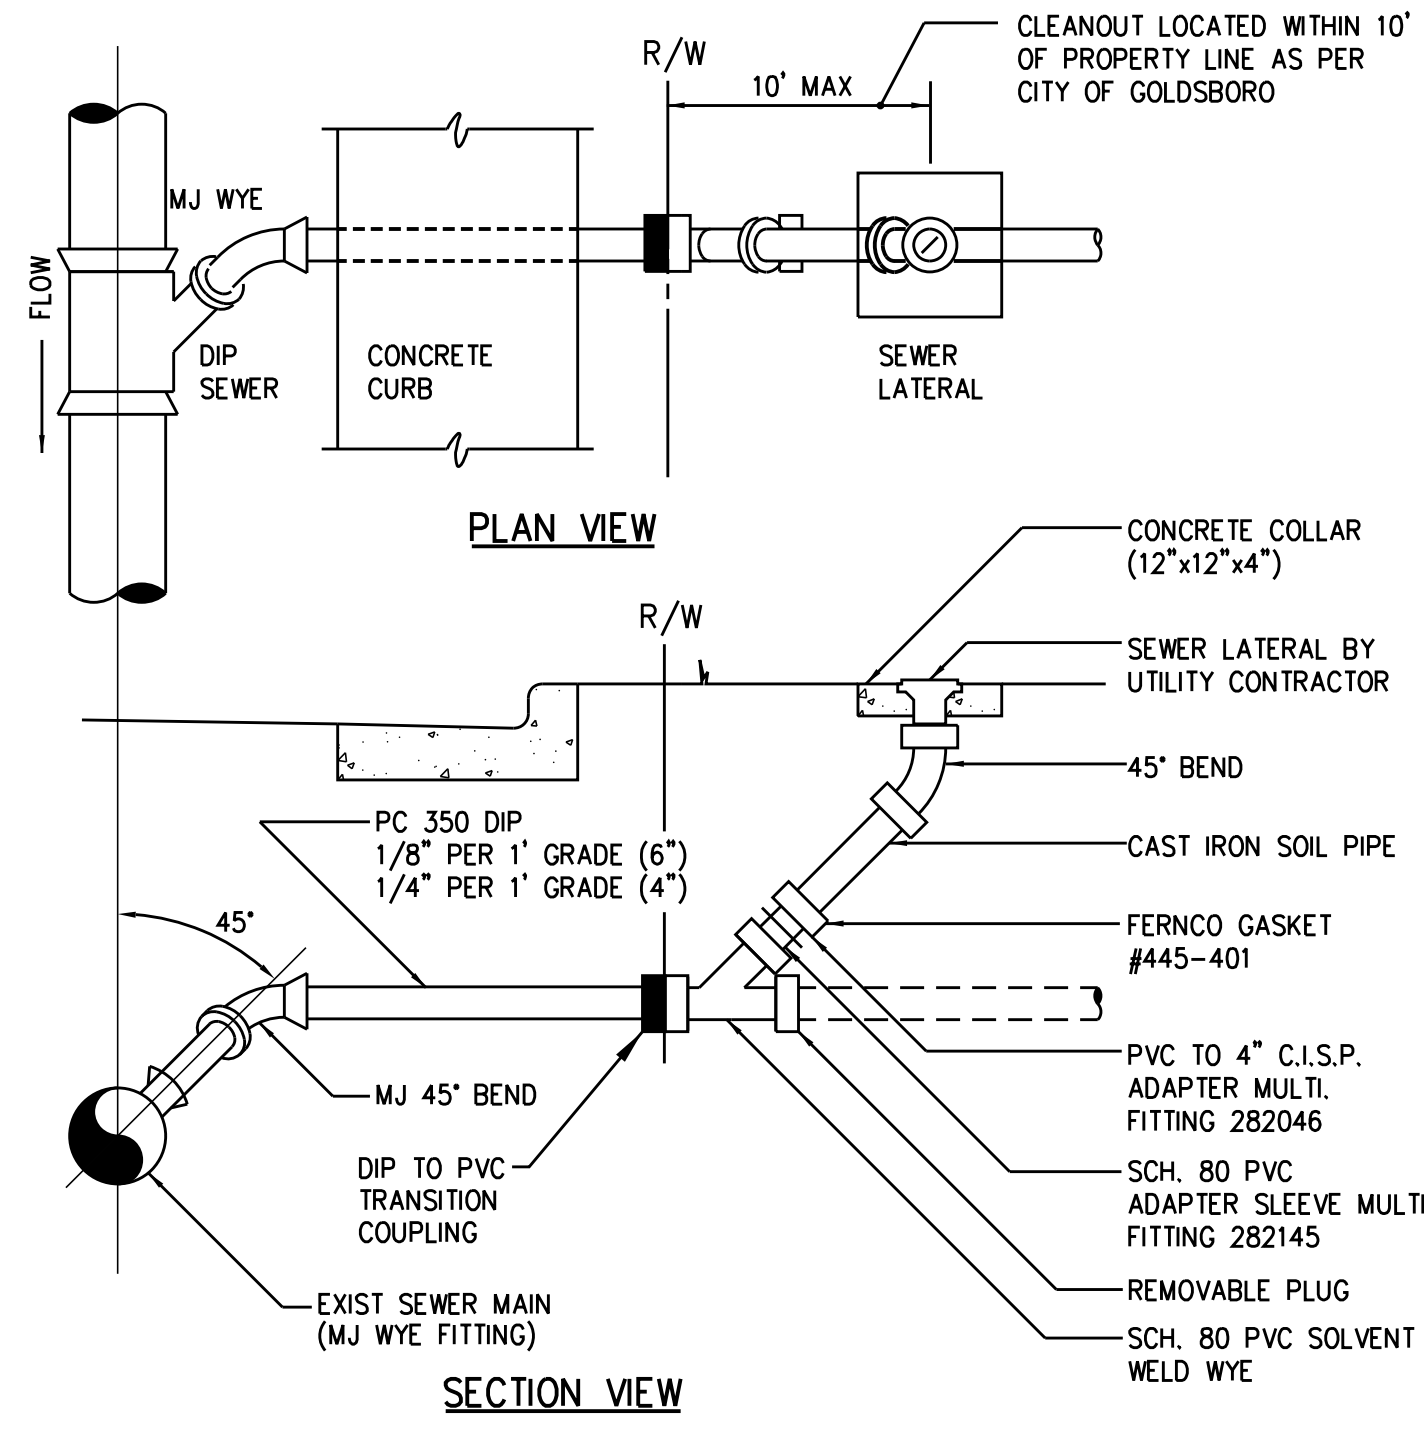 CLEANOUT LOCATED WITHIN 10'
OF PROPERTY LINE AS PER
CITY OF GOLDSBORO
R/W
10' MAX
MJ WYE
FLOW
DIP
SEWER
CONCRETE
CURB
SEWER
LATERAL
PLAN VIEW
CONCRETE COLLAR
(12"x12"x4")
R/W
SEWER LATERAL BY
UTILITY CONTRACTOR
45° BEND
PC 350 DIP
1/8" PER 1' GRADE (6")
1/4" PER 1' GRADE (4")
CAST IRON SOIL PIPE
45°
FERNCO GASKET
#445-401
PVC TO 4" C.I.S.P.
ADAPTER MULTI.
FITTING 282046
MJ 45° BEND
DIP TO PVC
TRANSITION
COUPLING
SCH. 80 PVC
ADAPTER SLEEVE MULTI
FITTING 282145
REMOVABLE PLUG
EXIST SEWER MAIN
(MJ WYE FITTING)
SCH. 80 PVC SOLVENT
WELD WYE
SECTION VIEW